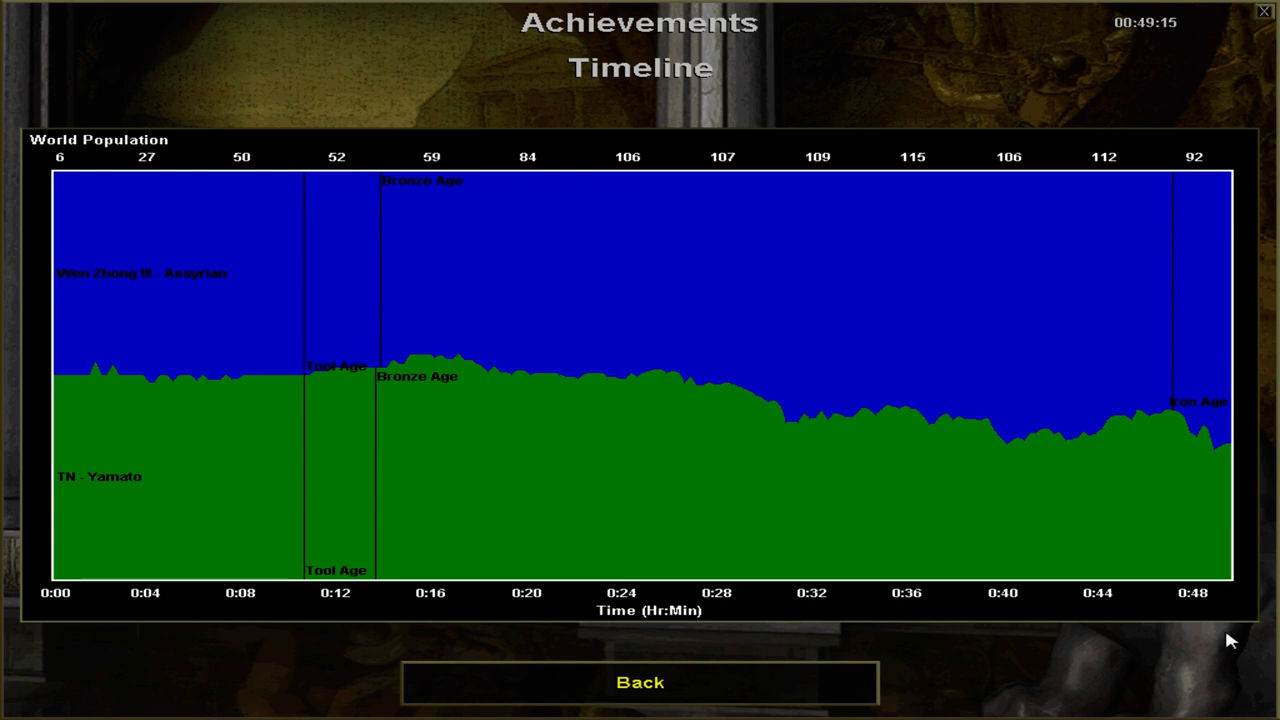 Achievements
00:49:15
Timeline
World Population
6 27 50 52 59 84 106 107 109 115 106 112 92
Bronze Age
Wen Zhong !!! - Assyrian
Tool Age
Bronze Age
Iron Age
TN - Yamato
Tool Age
0:00 0:04 0:08 0:12 0:16 0:20 0:24 0:28 0:32 0:36 0:40 0:44 0:48
Time (Hr:Min)
Back